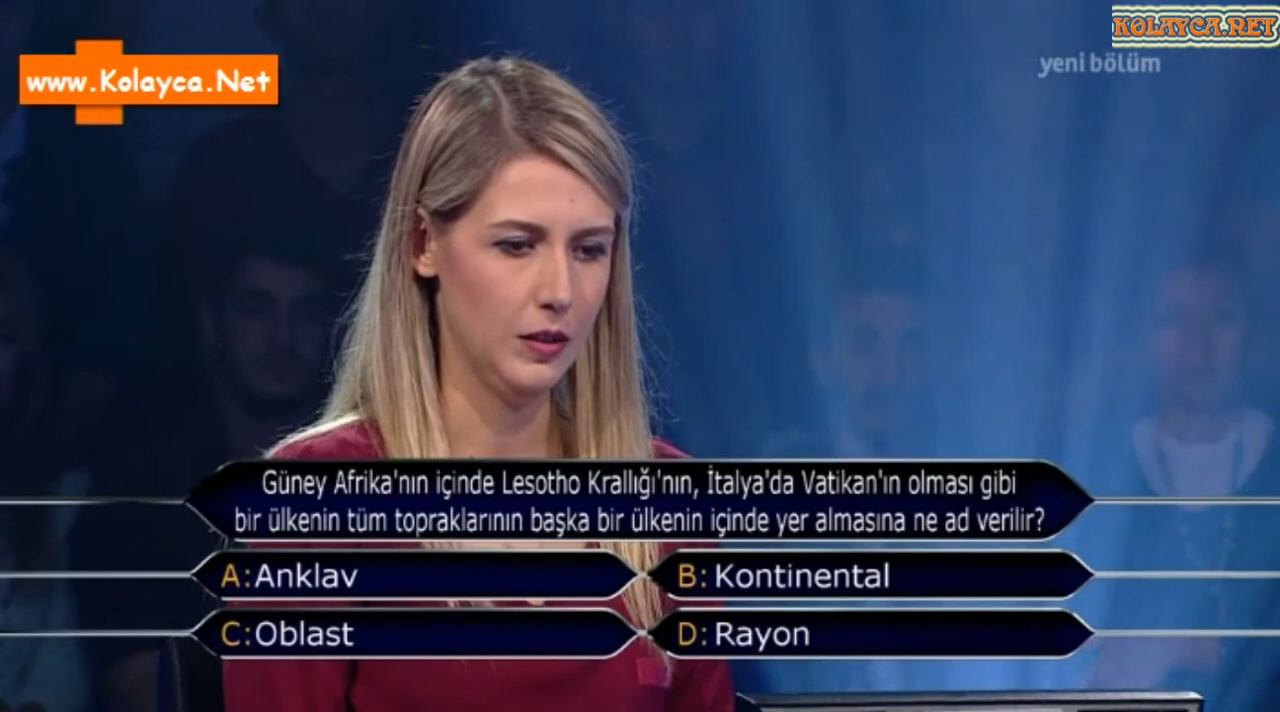 KOLAYCA.NET
www.Kolayca.Net
yeni bölüm
Güney Afrika'nın içinde Lesotho Krallığı'nın, İtalya'da Vatikan'ın olması gibi
bir ülkenin tüm topraklarının başka bir ülkenin içinde yer almasına ne ad verilir?
A: Anklav
B: Kontinental
C: Oblast
D: Rayon